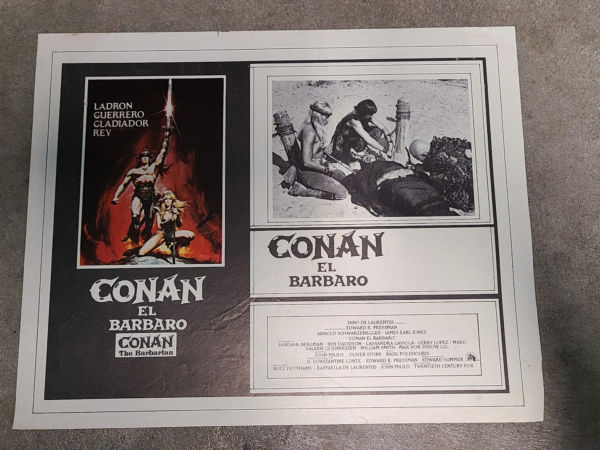 LADRON
GUERRERO
GLADIADOR
REY
CONAN
EL
BARBARO
CONAN
The Barbarian
CONAN
EL
BARBARO
DINO DE LAURENTIIS
EDWARD R. PRESSMAN
ARNOLD SCHWARZENEGGER - JAMES EARL JONES
"CONAN EL BARBARO"
SANDAHL BERGMAN - BEN DAVIDSON - CASSANDRA GAVIOLA - GERRY LOPEZ - MAKO
VALERIE QUENNESSEN - WILLIAM SMITH - MAX VON SYDOW
JOHN MILIUS - OLIVER STONE BASIL POLEDOURIS
D. CONSTANTINE CONTE - EDWARD R. PRESSMAN EDWARD SUMMER
BUZZ FEITSHANS RAFFAELLA DE LAURENTIIS JOHN MILIUS TWENTIETH CENTURY FOX